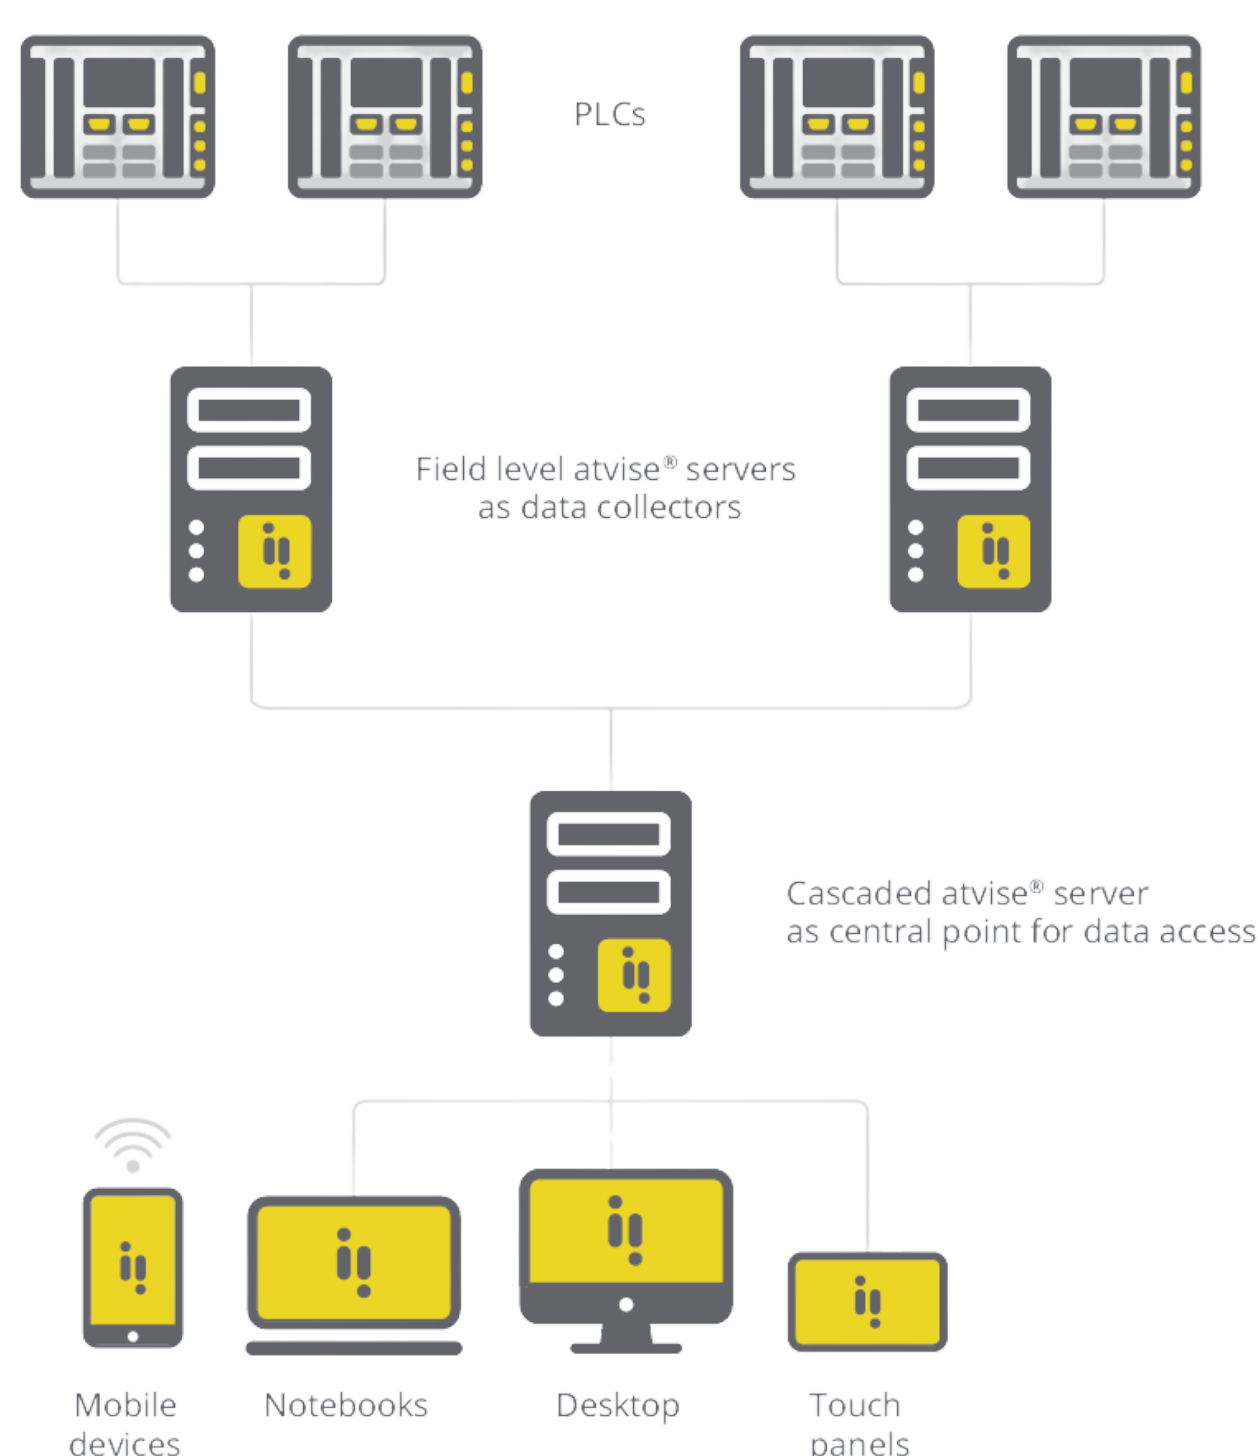 PLCs
Field level atvise® servers
as data collectors
Cascaded atvise® server
as central point for data access
Mobile
devices
Notebooks
Desktop
Touch
panels